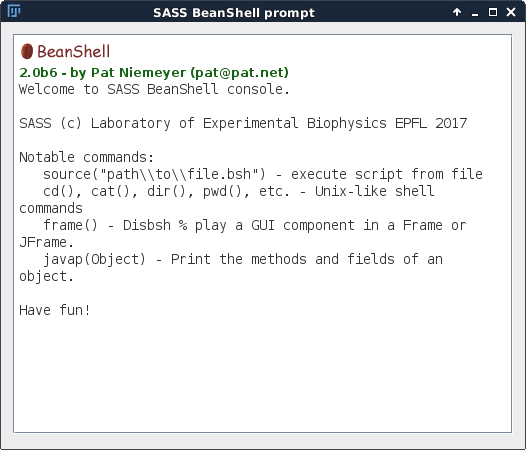 SASS BeanShell prompt
BeanShell
2.0b6 - by Pat Niemeyer (pat@pat.net)
Welcome to SASS BeanShell console.
SASS (c) Laboratory of Experimental Biophysics EPFL 2017
Notable commands:
source("path\\to\\file.bsh") - execute script from file
cd(), cat(), dir(), pwd(), etc. - Unix-like shell
commands
frame() - Disbsh % play a GUI component in a Frame or
JFrame.
javap(Object) - Print the methods and fields of an
object.
Have fun!